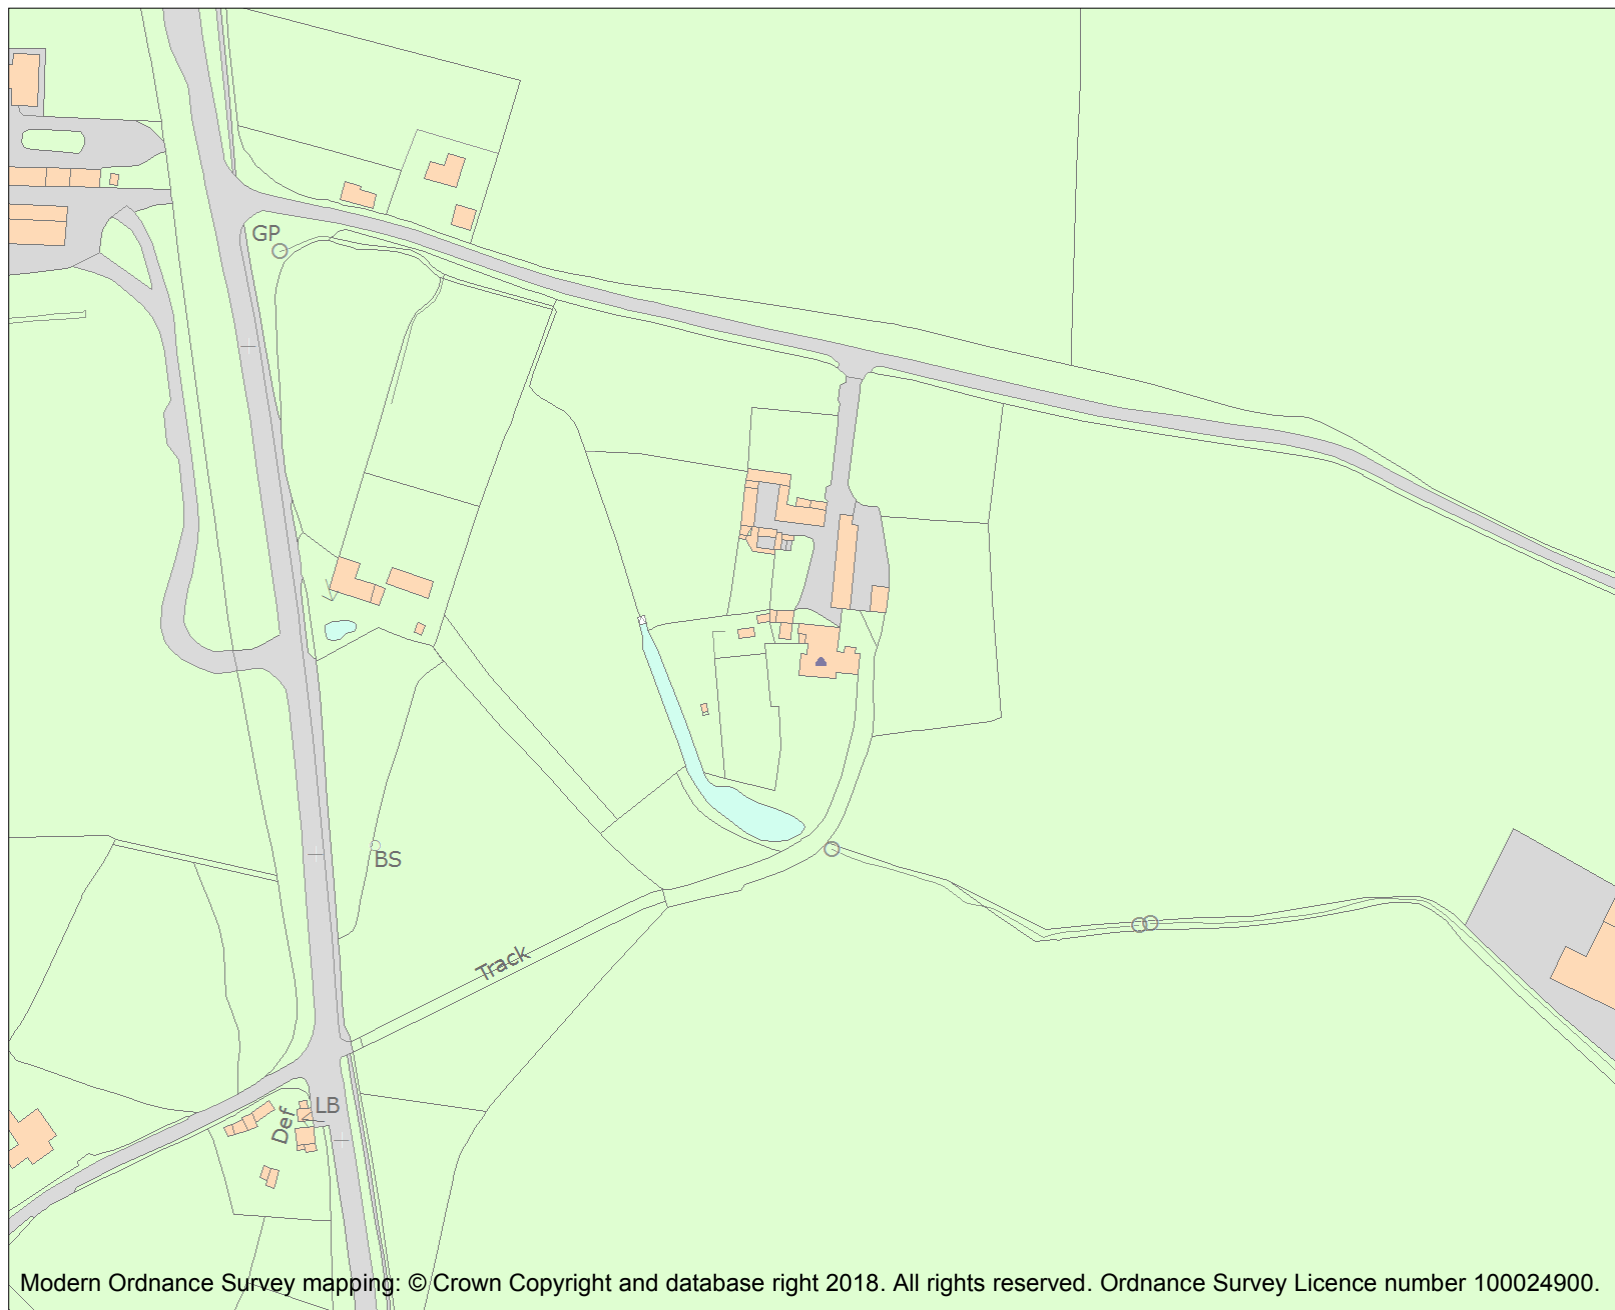 GP
BS
Track
LB
Def
Modern Ordnance Survey mapping: © Crown Copyright and database right 2018. All rights reserved. Ordnance Survey Licence number 100024900.